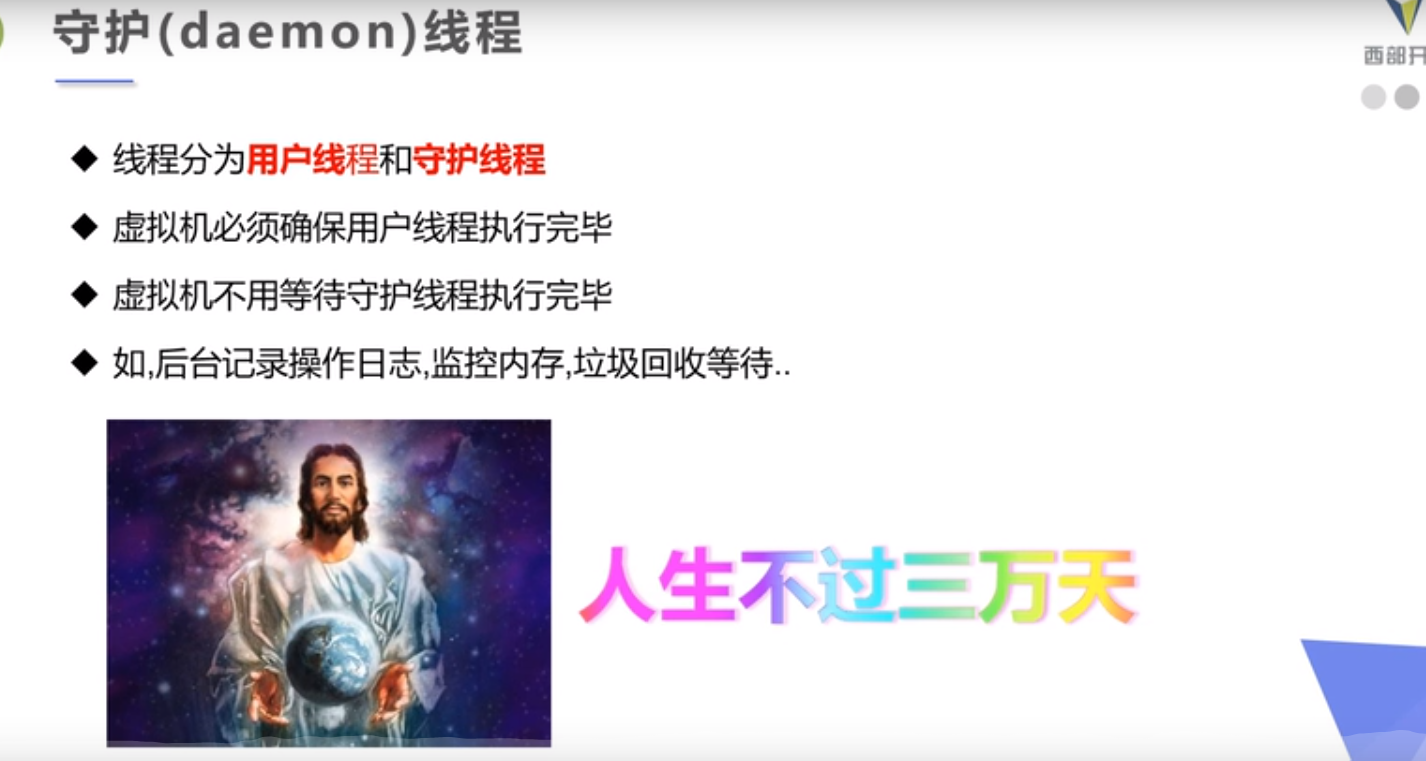 守护(daemon)线程
西部开
线程分为用户线程和守护线程
虚拟机必须确保用户线程执行完毕
虚拟机不用等待守护线程执行完毕
如,后台记录操作日志,监控内存,垃圾回收等待..
人生不过三万天